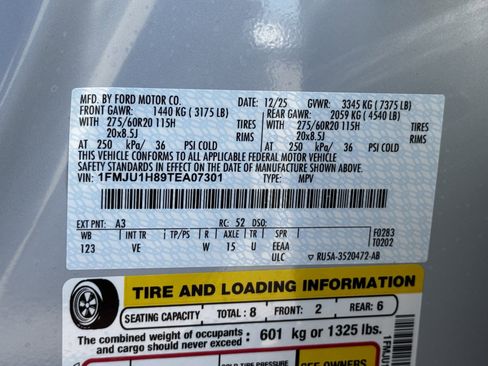 MFD. BY FORD MOTOR CO.
DATE: 12/25 GVWR: 3345 KG ( 7375 LB)
FRONT GAWR: 1440 KG ( 3175 LB) REAR GAWR: 2059 KG ( 4540 LB)
WITH 275/60R20 115H TIRES WITH 275/60R20 115H TIRES
20x8.5J RIMS 20x8.5J RIMS
AT 250 kPa/ 36 PSI COLD AT 250 kPa/ 36 PSI COLD
THIS VEHICLE CONFORMS TO ALL APPLICABLE FEDERAL MOTOR VEHICLE
SAFETY STANDARDS IN EFFECT ON THE DATE OF MANUFACTURE SHOWN ABOVE.
VIN: 1FMJU1H89TEA07301 TYPE: MPV
EXT PNT: A3 RC: 52 DSO: F0283
WB INT TR TP/PS R AXLE TR SPR T0202
123 VE W 15 U EEAA
ULC ▼ RU5A-3520472-AB
TIRE AND LOADING INFORMATION
SEATING CAPACITY TOTAL: 8 FRONT: 2 REAR: 6
The combined weight of occupants and cargo should never exceed: 601 kg or 1325 lbs.
SEE OWNERS